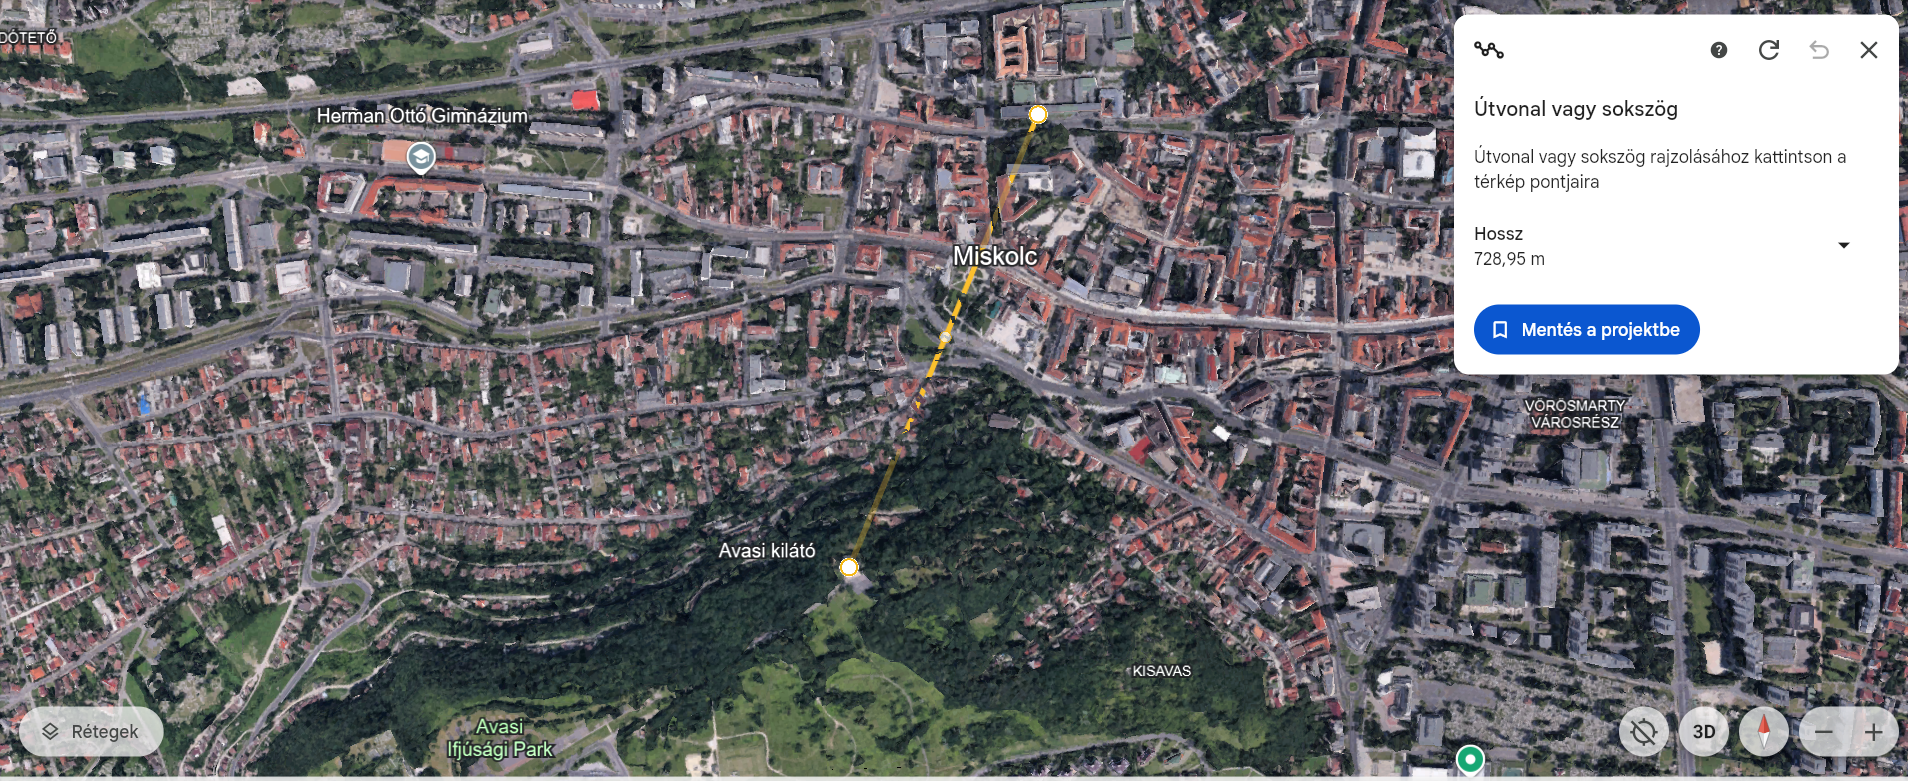 DÖTETŐ
Herman Ottó Gimnázium
Miskolc
Avasi kilátó
VÖRÖSMARTY
VÁROSRÉSZ
KISAVAS
Avasi
Ifjúsági Park
Rétegek
Útvonal vagy sokszög
Útvonal vagy sokszög rajzolásához kattintson a
térkép pontjaira
Hossz
728,95 m
Mentés a projektbe
3D